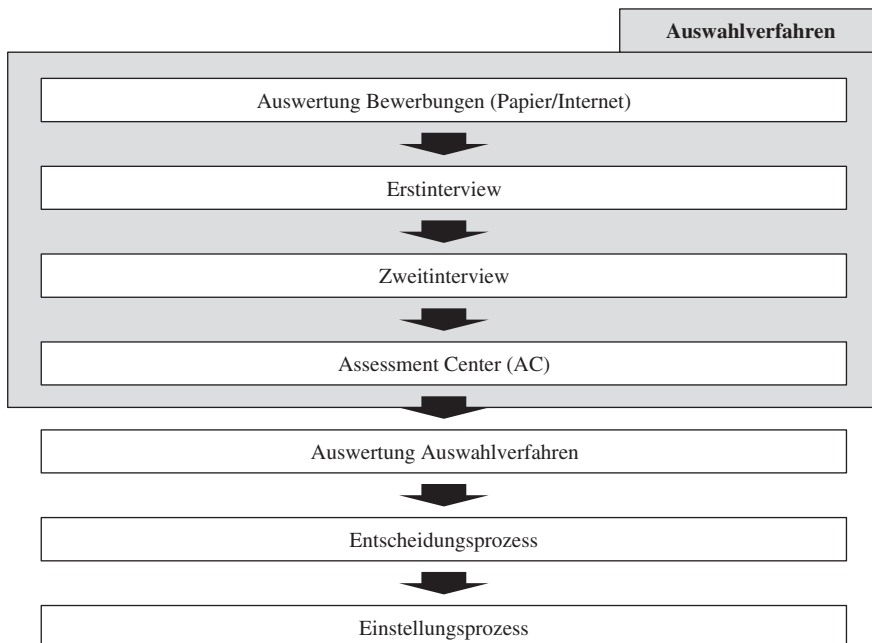 Auswahlverfahren
Auswertung Bewerbungen (Papier/Internet)
Erstinterview
Zweitinterview
Assessment Center (AC)
Auswertung Auswahlverfahren
Entscheidungsprozess
Einstellungsprozess